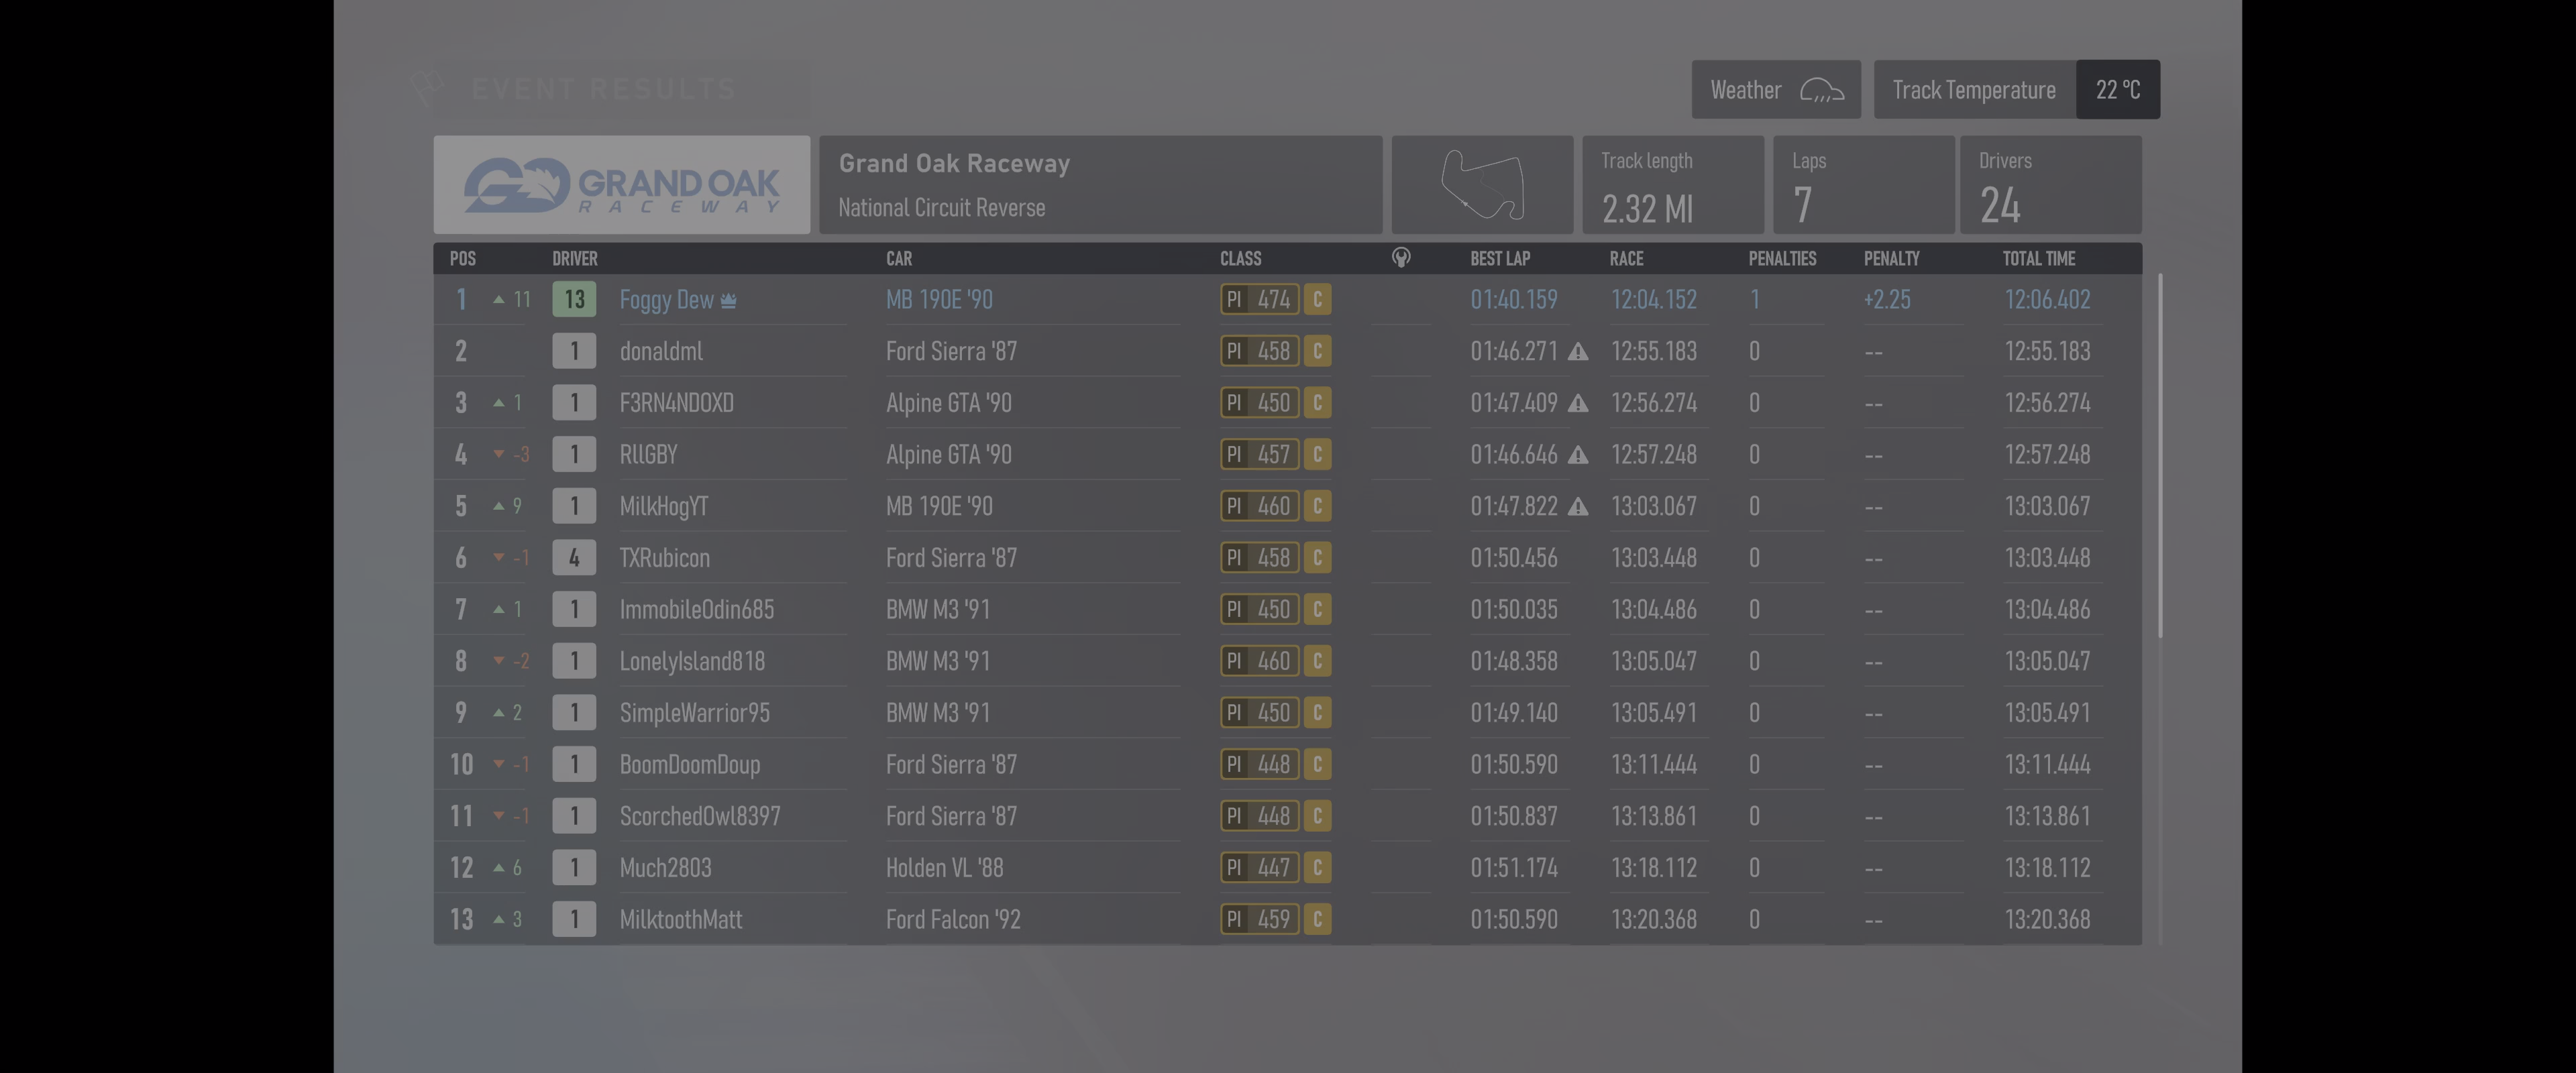 EVENT RESULTS
Weather
Track Temperature 22 °C
GRAND OAK
RACEWAY
Grand Oak Raceway
National Circuit Reverse
Track length
2.32 MI
Laps
7
Drivers
24
POS DRIVER CAR CLASS BEST LAP RACE PENALTIES PENALTY TOTAL TIME
1 ▲ 11 13 Foggy Dew MB 190E '90 PI 474 C 01:40.159 12:04.152 1 +2.25 12:06.402
2 1 donaldml Ford Sierra '87 PI 458 C 01:46.271 12:55.183 0 -- 12:55.183
3 ▲ 1 1 F3RN4NDOXD Alpine GTA '90 PI 450 C 01:47.409 12:56.274 0 -- 12:56.274
4 ▼ -3 1 RllGBY Alpine GTA '90 PI 457 C 01:46.646 12:57.248 0 -- 12:57.248
5 ▲ 9 1 MilkHogYT MB 190E '90 PI 460 C 01:47.822 13:03.067 0 -- 13:03.067
6 ▼ -1 4 TXRubicon Ford Sierra '87 PI 458 C 01:50.456 13:03.448 0 -- 13:03.448
7 ▲ 1 1 ImmobileOdin685 BMW M3 '91 PI 450 C 01:50.035 13:04.486 0 -- 13:04.486
8 ▼ -2 1 LonelyIsland818 BMW M3 '91 PI 460 C 01:48.358 13:05.047 0 -- 13:05.047
9 ▲ 2 1 SimpleWarrior95 BMW M3 '91 PI 450 C 01:49.140 13:05.491 0 -- 13:05.491
10 ▼ -1 1 BoomDoomDoup Ford Sierra '87 PI 448 C 01:50.590 13:11.444 0 -- 13:11.444
11 ▼ -1 1 ScorchedOwl8397 Ford Sierra '87 PI 448 C 01:50.837 13:13.861 0 -- 13:13.861
12 ▲ 6 1 Much2803 Holden VL '88 PI 447 C 01:51.174 13:18.112 0 -- 13:18.112
13 ▲ 3 1 MilktoothMatt Ford Falcon '92 PI 459 C 01:50.590 13:20.368 0 -- 13:20.368